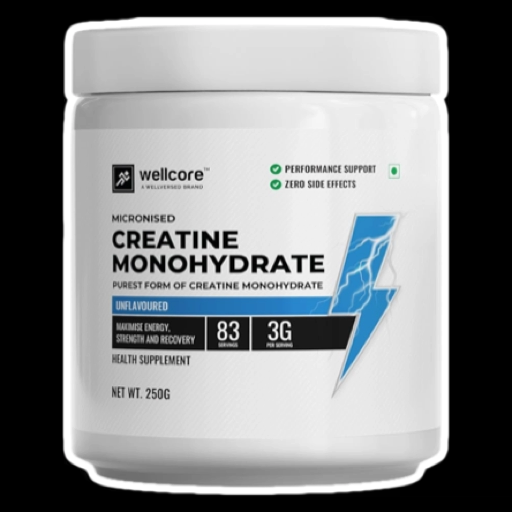 wellcore™
A WELLVERSED BRAND
PERFORMANCE SUPPORT
ZERO SIDE EFFECTS
MICRONISED
CREATINE
MONOHYDRATE
PUREST FORM OF CREATINE MONOHYDRATE
UNFLAVOURED
MAXIMISE ENERGY,
STRENGTH AND RECOVERY
83
SERVINGS
3G
PER SERVING
HEALTH SUPPLEMENT
NET WT. 250G